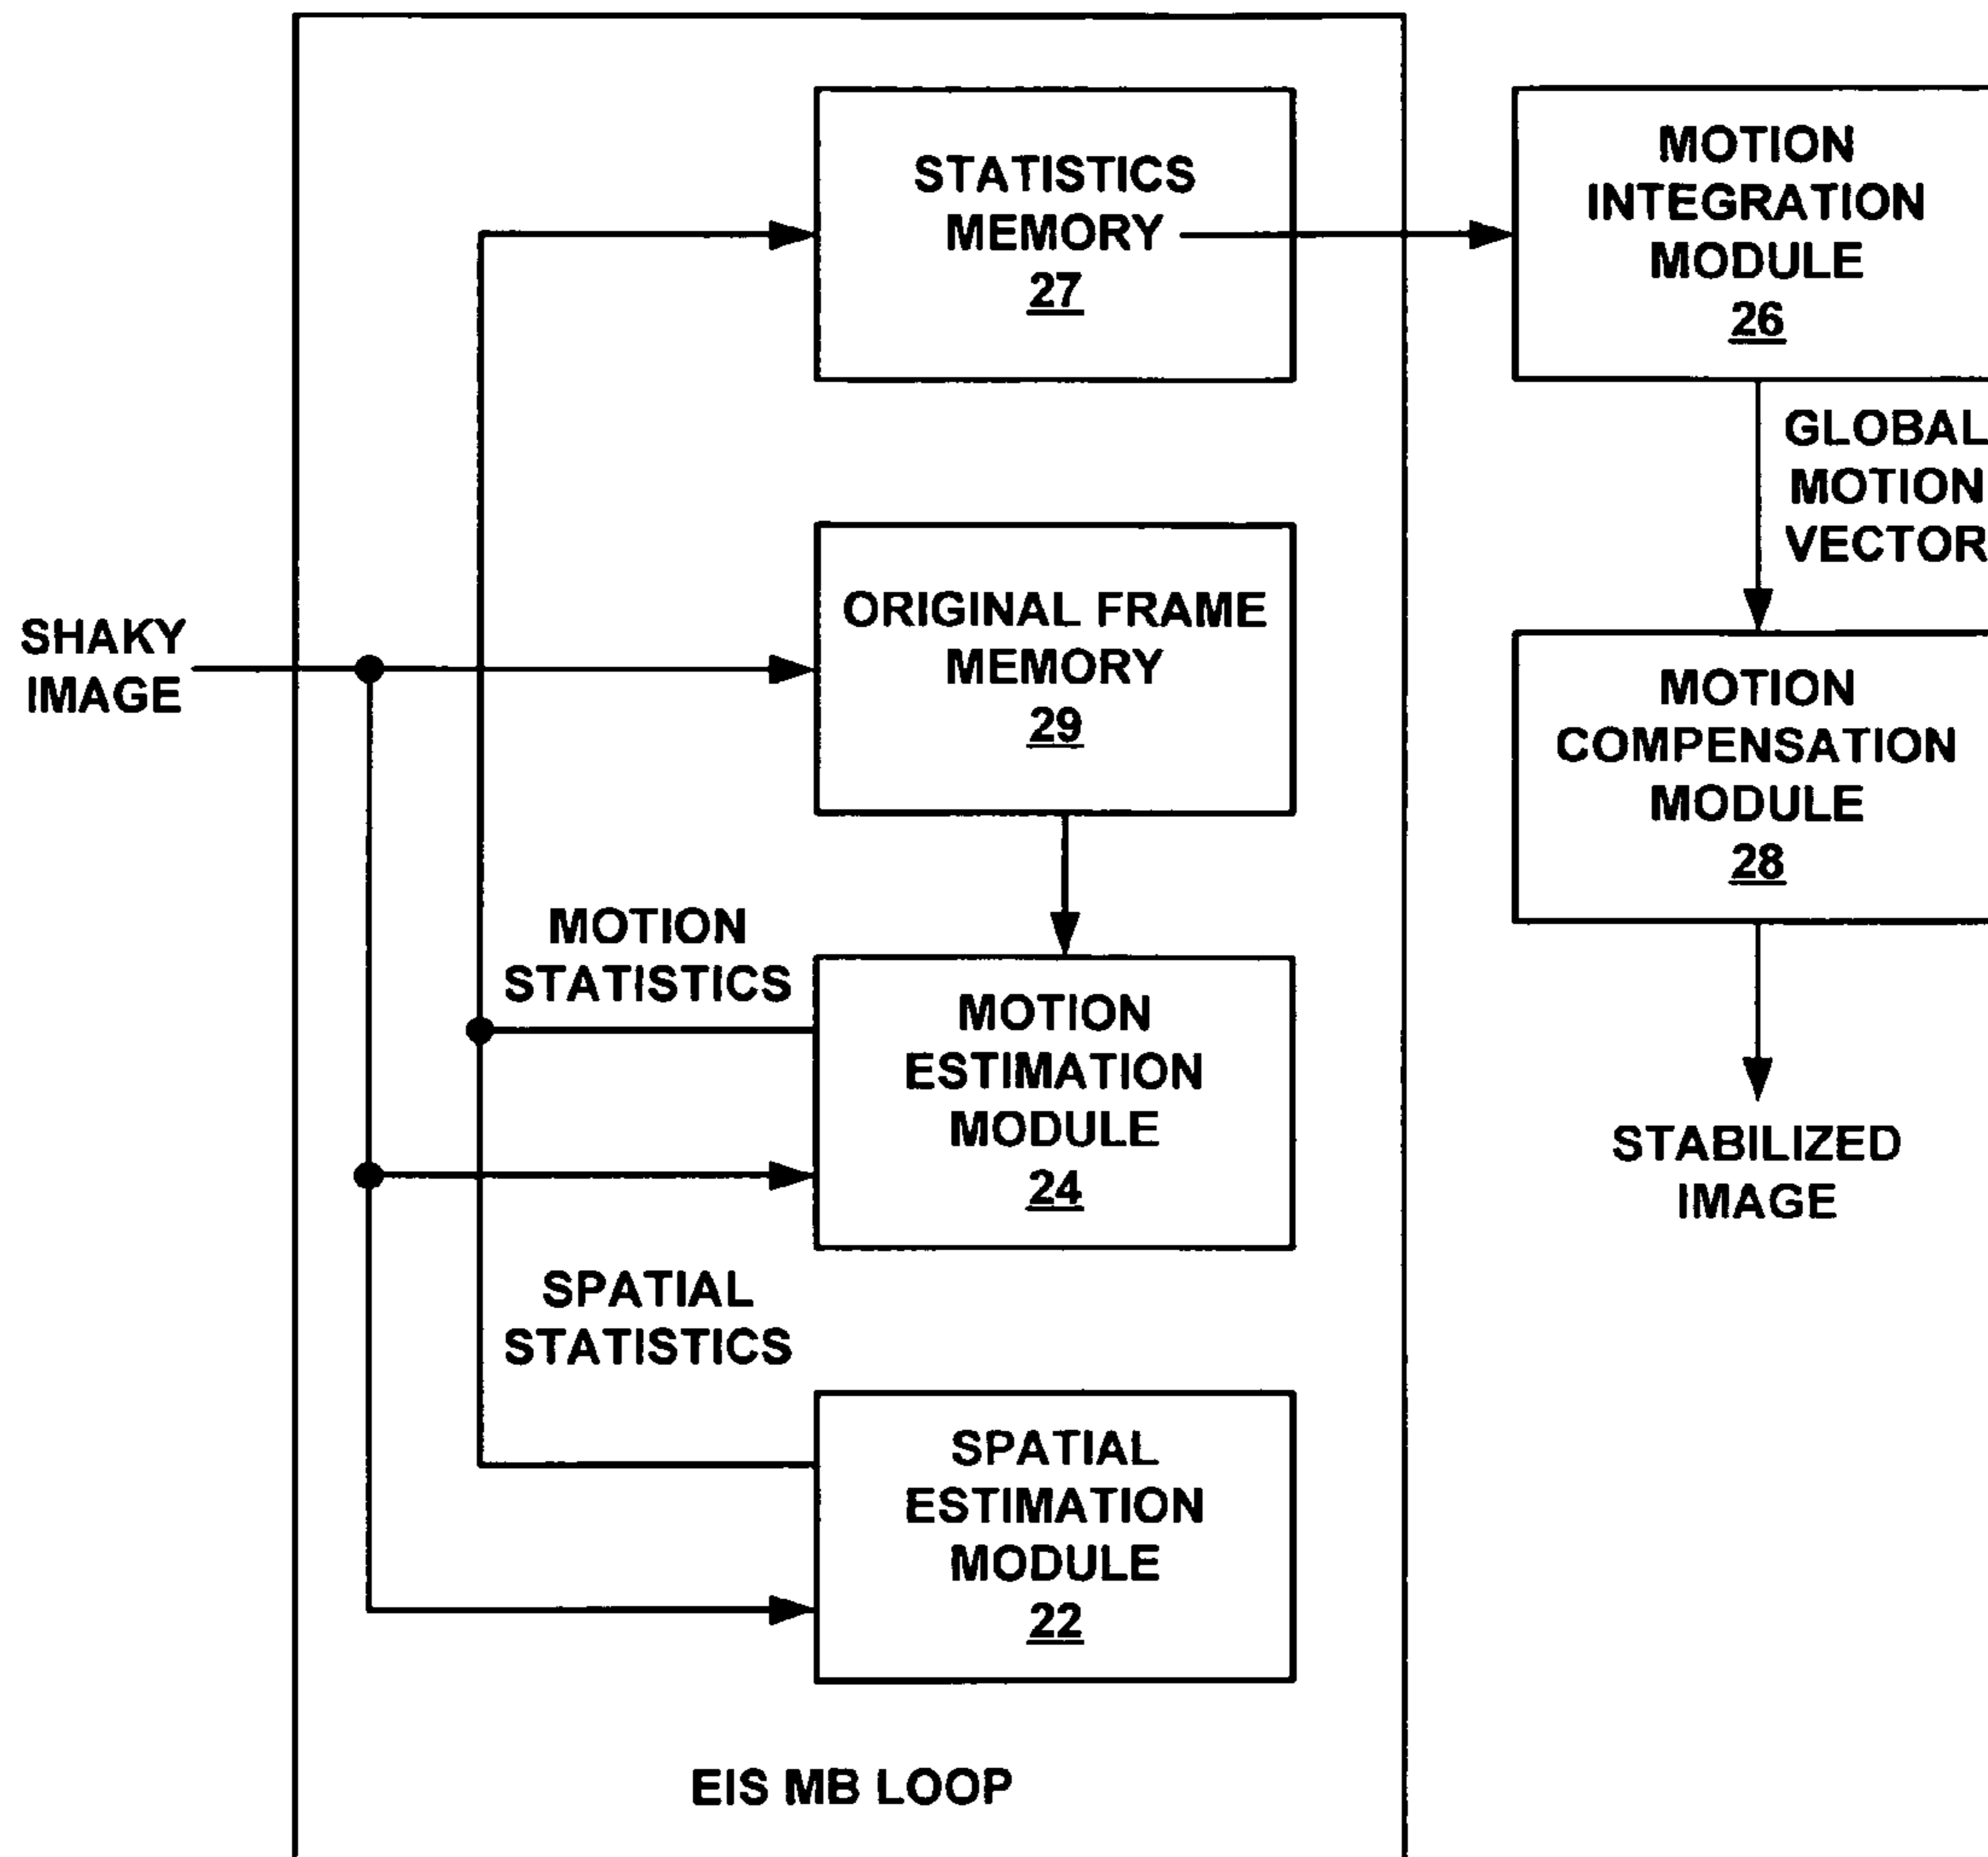 STATISTICS
MEMORY
27
MOTION
INTEGRATION
MODULE
26
GLOBAL
MOTION
VECTOR
SHAKY
IMAGE
ORIGINAL FRAME
MEMORY
29
MOTION
COMPENSATION
MODULE
28
MOTION
STATISTICS
MOTION
ESTIMATION
MODULE
24
STABILIZED
IMAGE
SPATIAL
STATISTICS
SPATIAL
ESTIMATION
MODULE
22
EIS MB LOOP